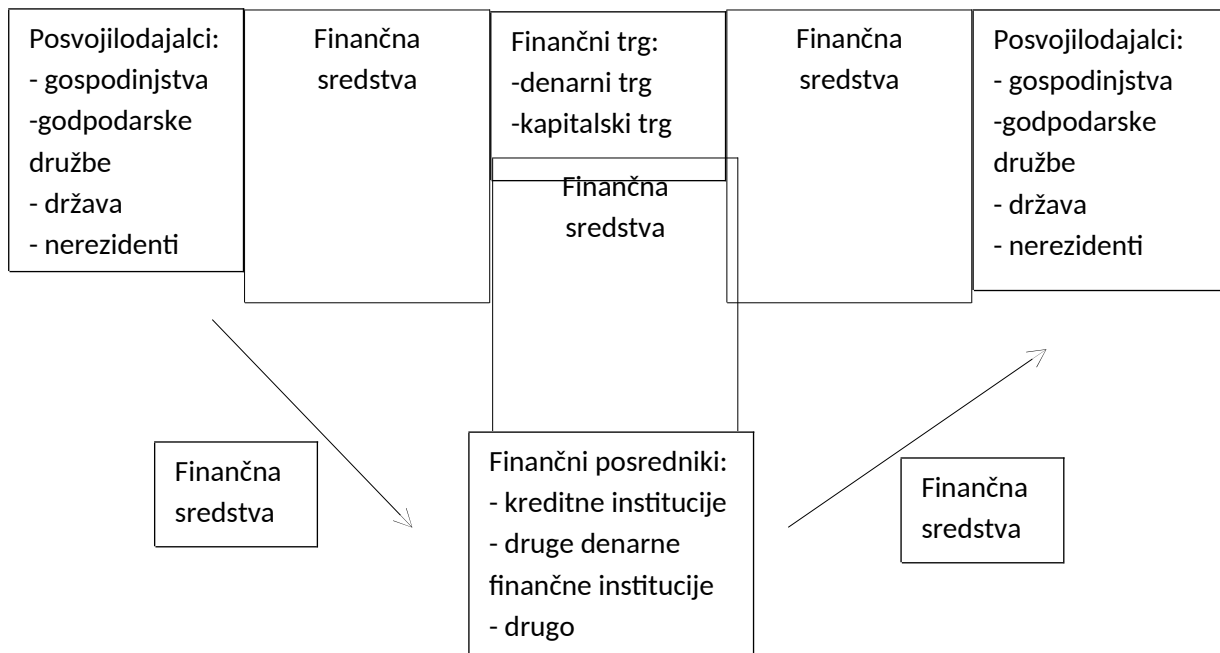 Posvojilodajalci:
- gospodinjstva
-godpodarske
družbe
- država
- nerezidenti
Finančna
sredstva
Finančni trg:
-denarni trg
-kapitalski trg
Finančna
sredstva
Finančna
sredstva
Posvojilodajalci:
- gospodinjstva
-godpodarske
družbe
- država
- nerezidenti
Finančna
sredstva
Finančni posredniki:
- kreditne institucije
- druge denarne
finančne institucije
- drugo
Finančna
sredstva